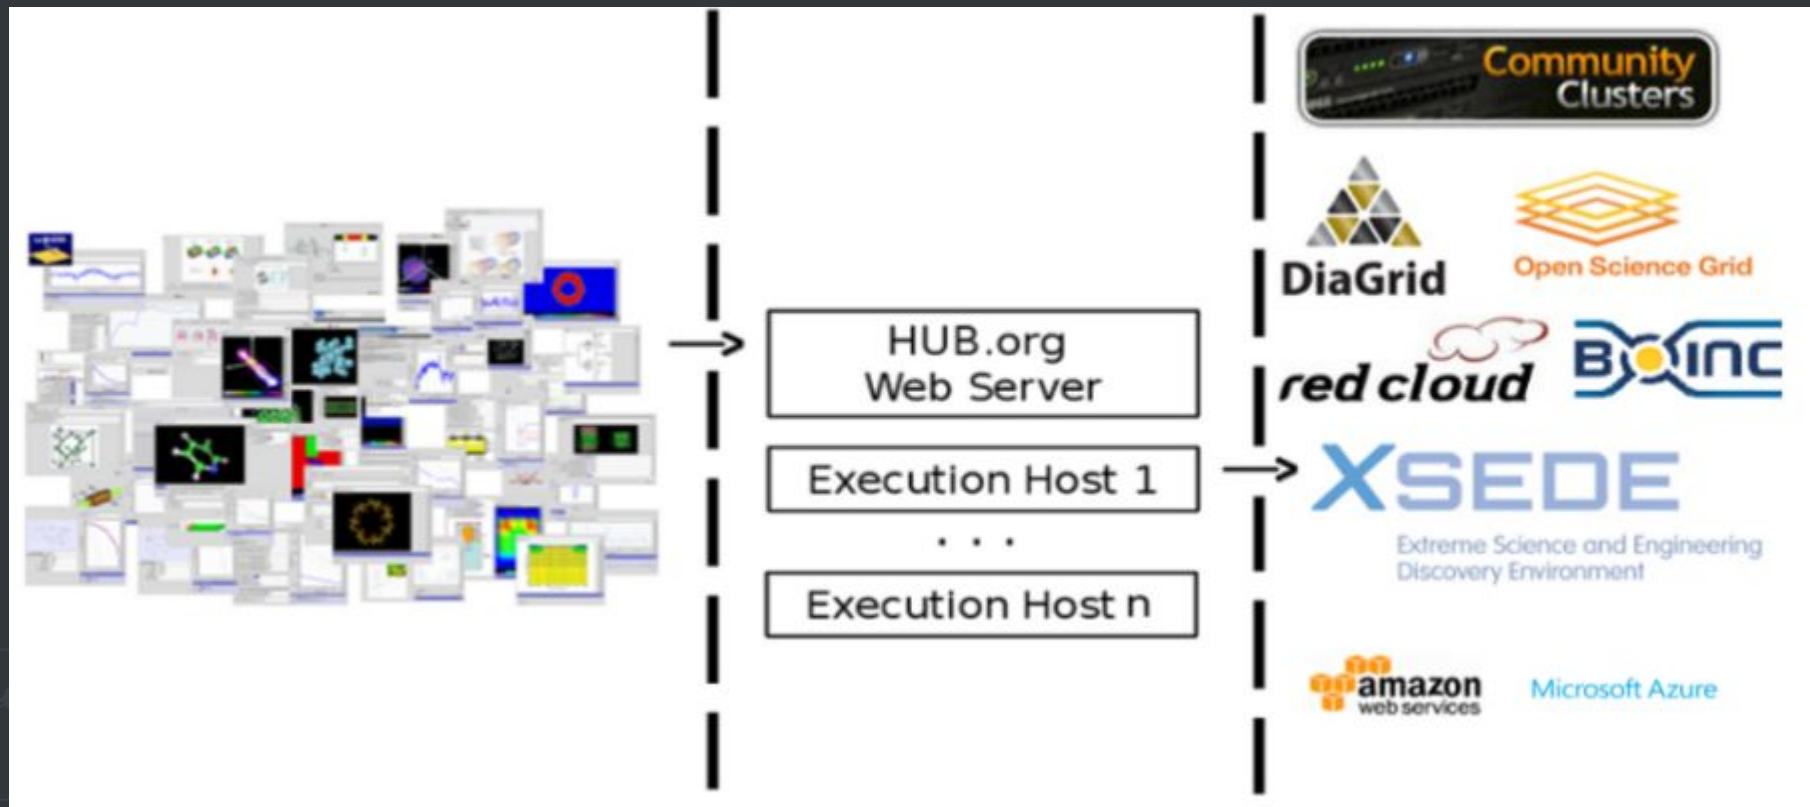 HUB.org
Web Server
Execution Host 1
. . .
Execution Host n
Community
Clusters
DiaGrid
Open Science Grid
red cloud
BOINC
XSEDE
Extreme Science and Engineering
Discovery Environment
amazon
web services
Microsoft Azure